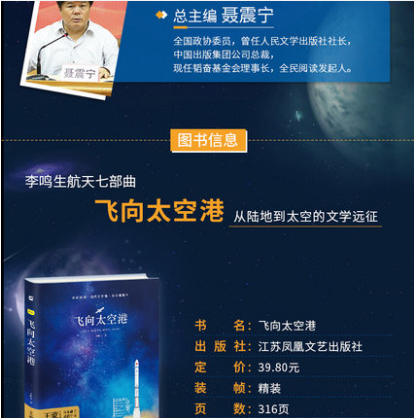 总主编 聂震宁
全国政协委员，曾任人民文学出版社社长，
中国出版集团公司总裁，
现任韬奋基金会理事长，全民阅读发起人。
聂震宁
图书信息
李鸣生航天七部曲
飞向太空港 从陆地到太空的文学远征
飞向太空港
飞向太空港
书 名：飞向太空港
出 版 社：江苏凤凰文艺出版社
定 价：39.80元
装 帧：精装
页 数：316页